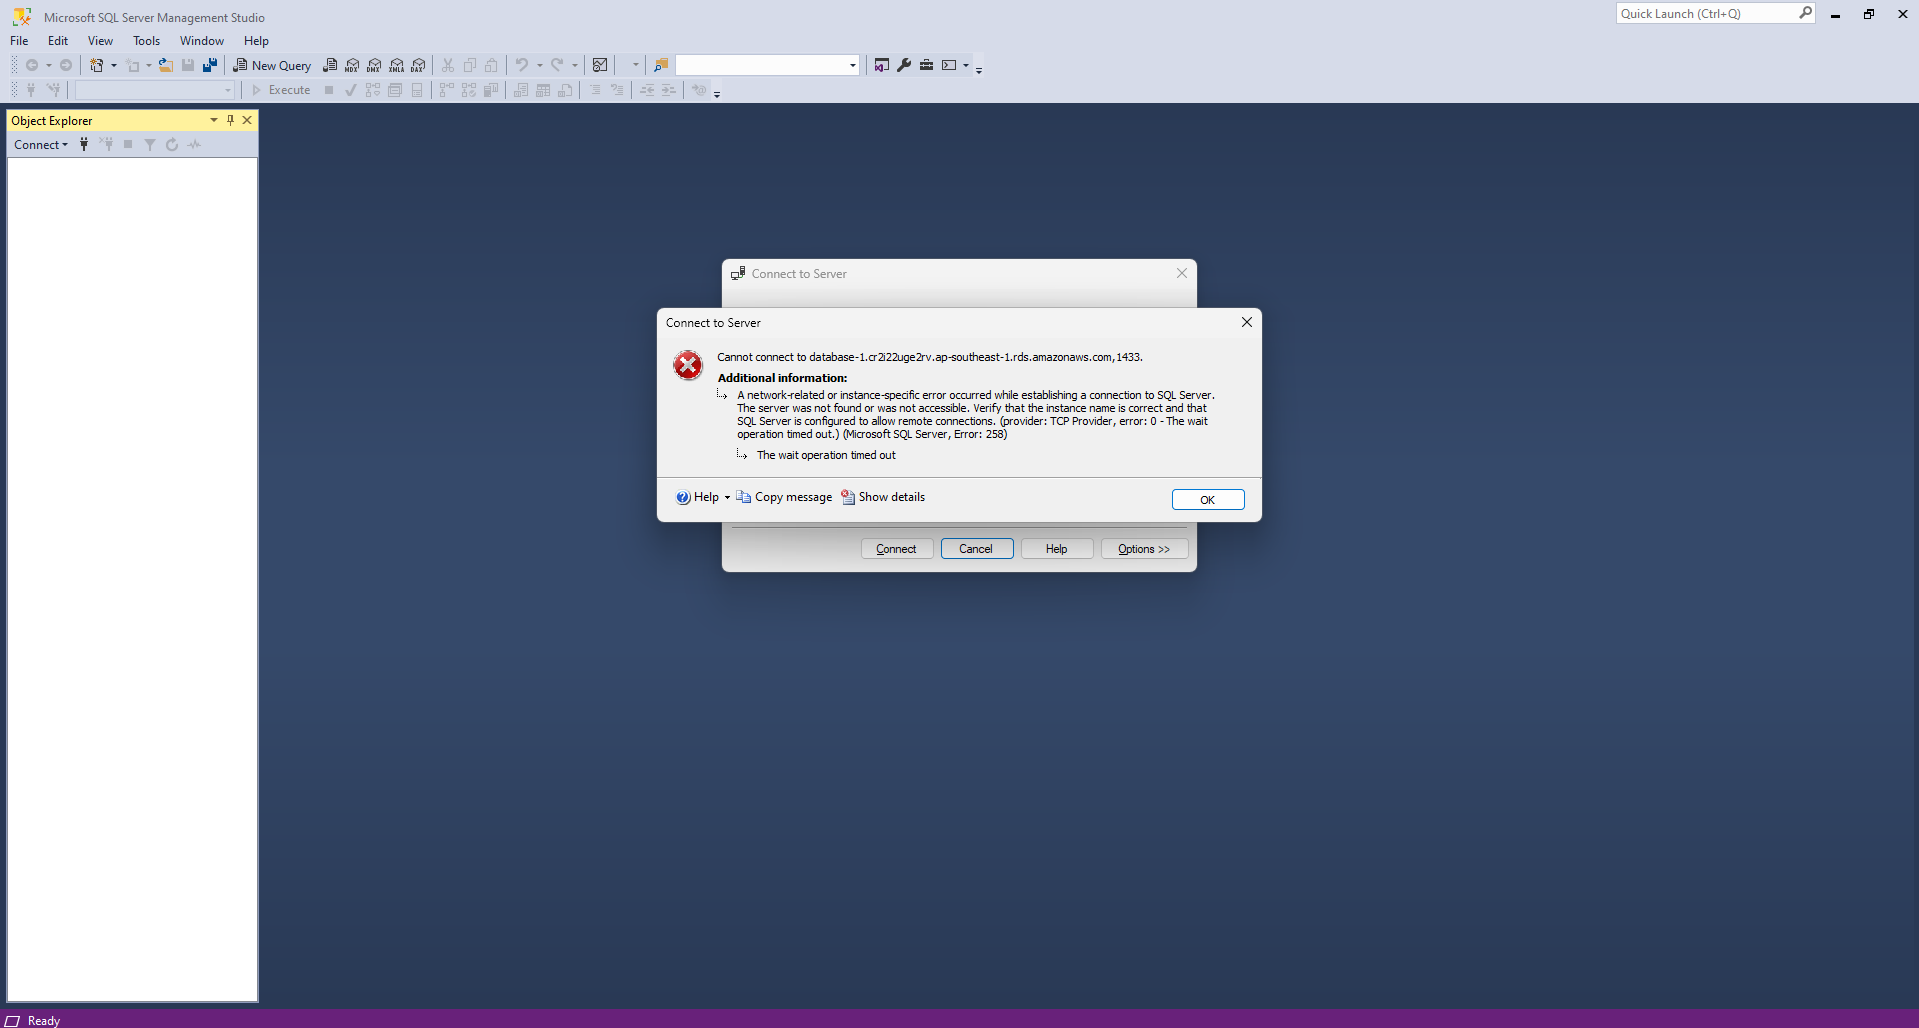 Microsoft SQL Server Management Studio
Quick Launch (Ctrl+Q)
File Edit View Tools Window Help
New Query
MDX DMX XMLA DAX
Execute
Object Explorer
Connect
Connect to Server
Connect to Server
Cannot connect to database-1.cr2i22uge2rv.ap-southeast-1.rds.amazonaws.com,1433.
Additional information:
A network-related or instance-specific error occurred while establishing a connection to SQL Server.
The server was not found or was not accessible. Verify that the instance name is correct and that
SQL Server is configured to allow remote connections. (provider: TCP Provider, error: 0 - The wait
operation timed out.) (Microsoft SQL Server, Error: 258)
The wait operation timed out
Help Copy message Show details OK
Connect Cancel Help Options >>
Ready